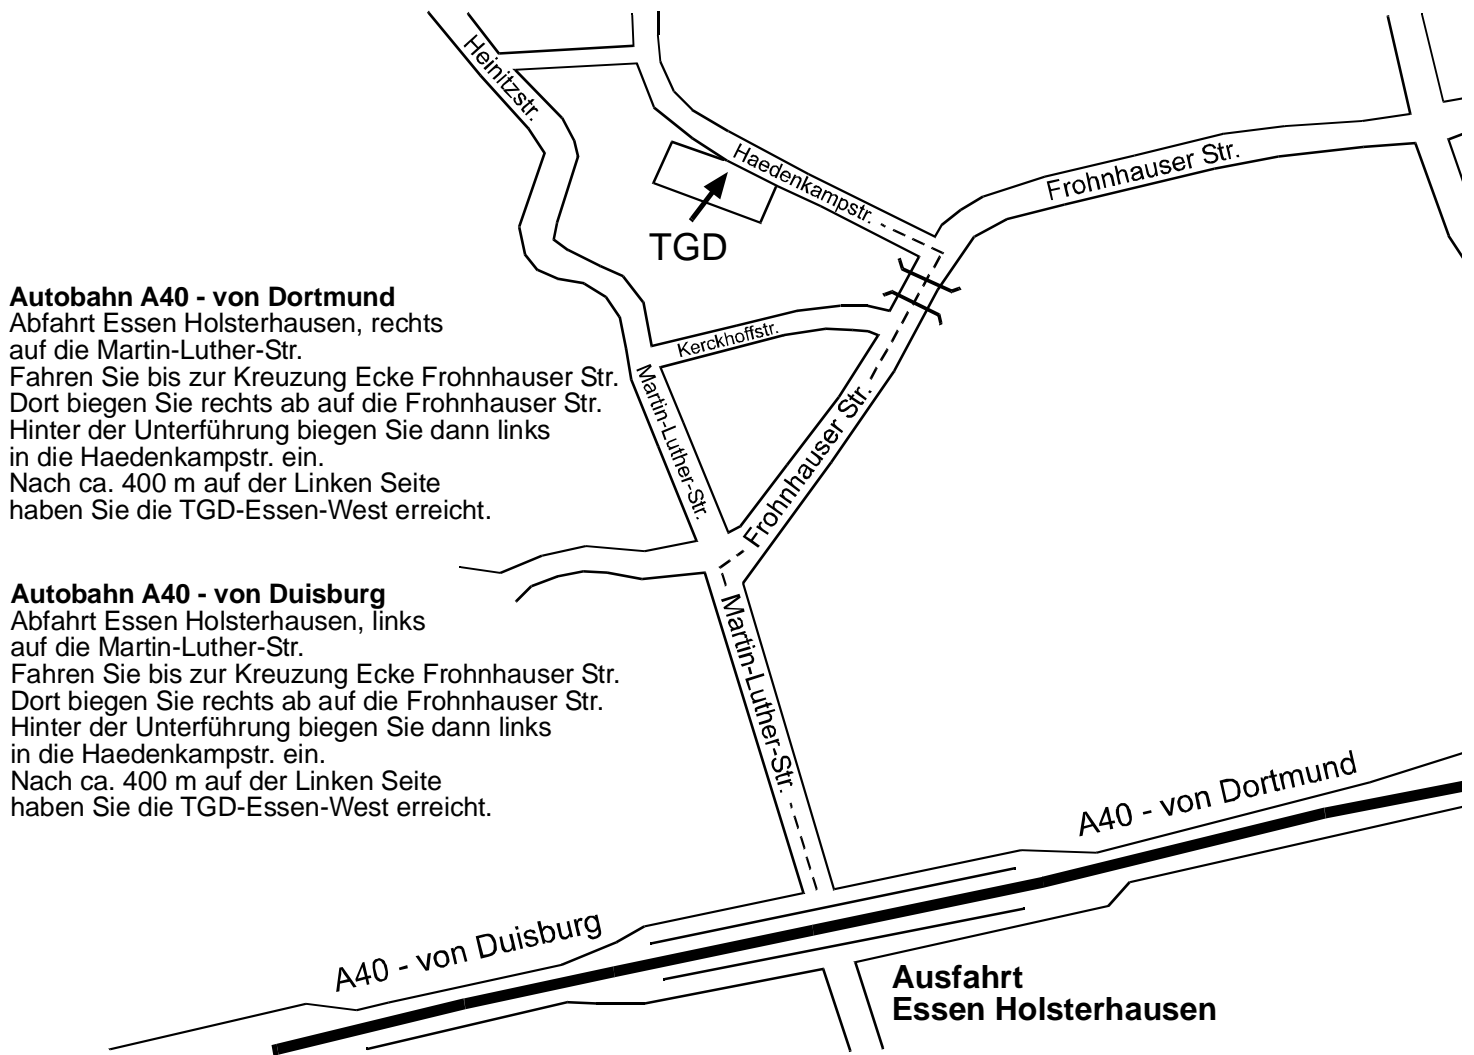 Heinitzstr.
Haedenkampstr.
Frohnhauser Str.
TGD
Kerckhoffstr.
Martin-Luther-Str.
Frohnhauser Str.
Martin-Luther-Str.
Autobahn A40 - von Dortmund
Abfahrt Essen Holsterhausen, rechts
auf die Martin-Luther-Str.
Fahren Sie bis zur Kreuzung Ecke Frohnhauser Str.
Dort biegen Sie rechts ab auf die Frohnhauser Str.
Hinter der Unterführung biegen Sie dann links
in die Haedenkampstr. ein.
Nach ca. 400 m auf der Linken Seite
haben Sie die TGD-Essen-West erreicht.
Autobahn A40 - von Duisburg
Abfahrt Essen Holsterhausen, links
auf die Martin-Luther-Str.
Fahren Sie bis zur Kreuzung Ecke Frohnhauser Str.
Dort biegen Sie rechts ab auf die Frohnhauser Str.
Hinter der Unterführung biegen Sie dann links
in die Haedenkampstr. ein.
Nach ca. 400 m auf der Linken Seite
haben Sie die TGD-Essen-West erreicht.
A40 - von Dortmund
A40 - von Duisburg
Ausfahrt
Essen Holsterhausen